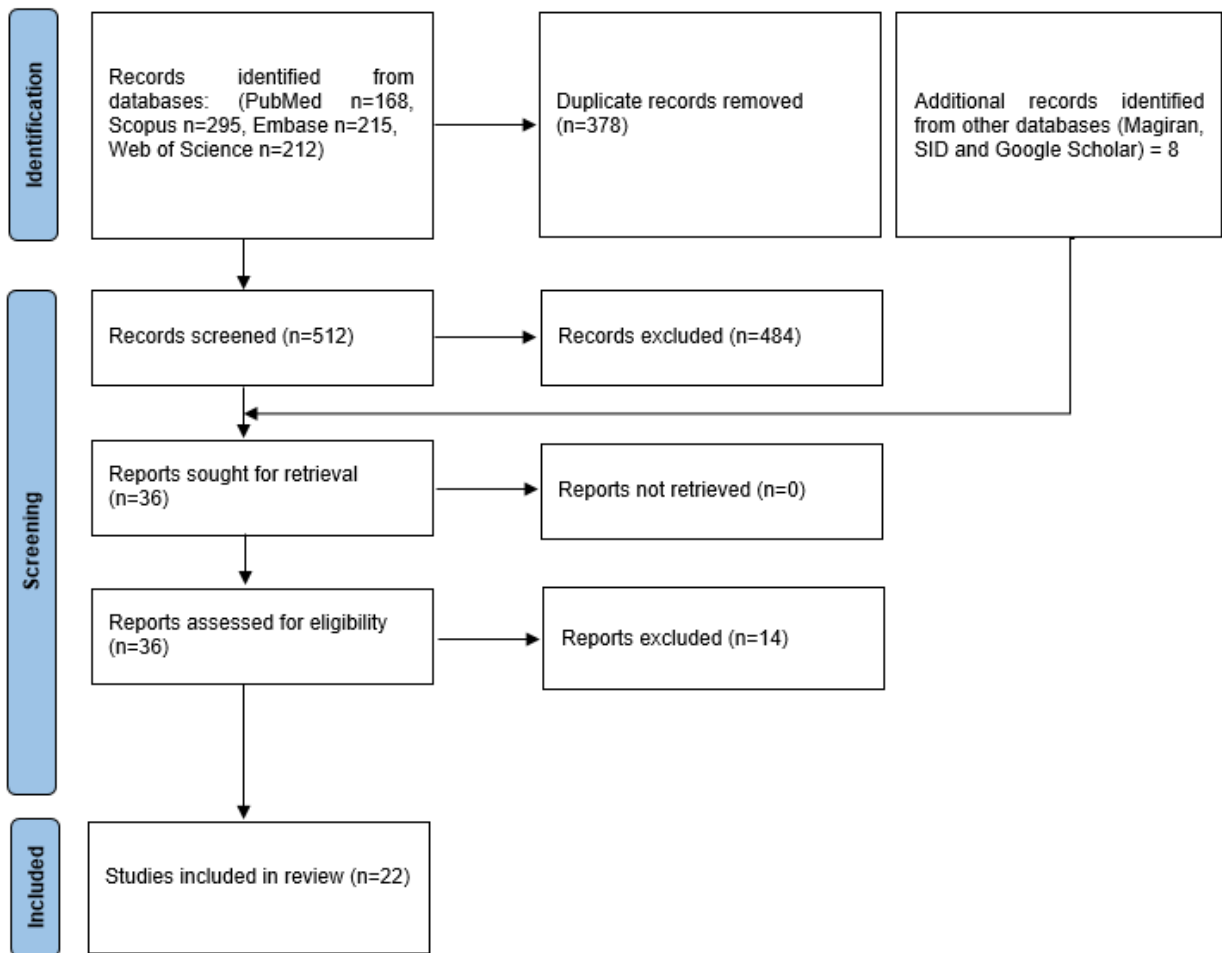 Identification
Records identified from
databases: (PubMed n=168,
Scopus n=295, Embase n=215,
Web of Science n=212)
Duplicate records removed
(n=378)
Additional records identified
from other databases (Magiran,
SID and Google Scholar) = 8
Screening
Records screened (n=512)
Records excluded (n=484)
Reports sought for retrieval
(n=36)
Reports not retrieved (n=0)
Reports assessed for eligibility
(n=36)
Reports excluded (n=14)
Included
Studies included in review (n=22)